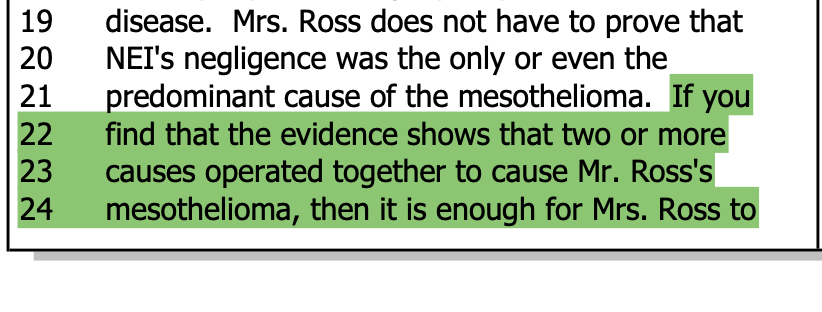 19 disease. Mrs. Ross does not have to prove that
20 NEI's negligence was the only or even the
21 predominant cause of the mesothelioma. If you
22 find that the evidence shows that two or more
23 causes operated together to cause Mr. Ross's
24 mesothelioma, then it is enough for Mrs. Ross to